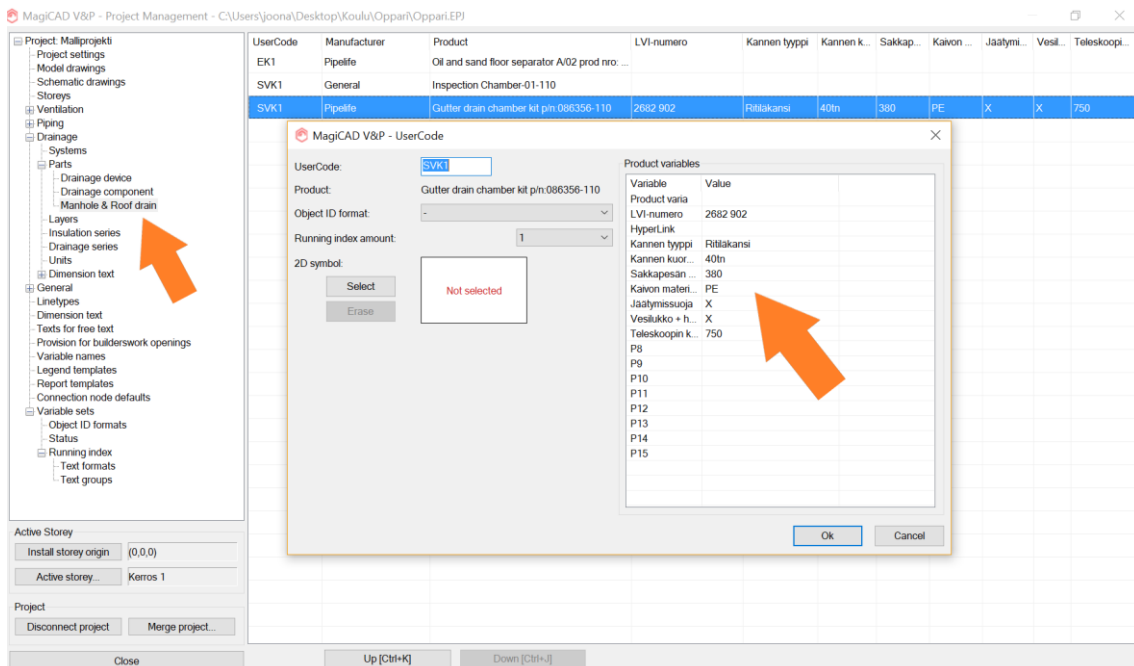 MagiCAD V&P - Project Management - C:\Users\joona\Desktop\Koulu\Oppari\Oppari.EPJ
Project: Malliprojekti
Project settings
Model drawings
Schematic drawings
Storeys
Ventilation
Piping
Drainage
Systems
Parts
Drainage device
Drainage component
Manhole & Roof drain
Layers
Insulation series
Drainage series
Units
Dimension text
General
Linetypes
Dimension text
Texts for free text
Provision for builderswork openings
Variable names
Legend templates
Report templates
Connection node defaults
Variable sets
Object ID formats
Status
Running index
Text formats
Text groups
Active Storey
Install storey origin (0,0,0)
Active storey... Kerros 1
Project
Disconnect project Merge project...
Close
UserCode Manufacturer Product LVI-numero Kannen tyyppi Kannen k... Sakkap... Kaivon ... Jäätymi... Vesil... Teleskoopi...
EK1 Pipelife Oil and sand floor separator A/02 prod nro: ...
SVK1 General Inspection Chamber-01-110
SVK1 Pipelife Gutter drain chamber kit p/n:086356-110 2682 902 Ritiläkansi 40tn 380 PE X X 750
MagiCAD V&P - UserCode
UserCode: SVK1
Product: Gutter drain chamber kit p/n:086356-110
Object ID format: -
Running index amount: 1
2D symbol:
Select
Erase
Not selected
Product variables
Variable Value
Product varia
LVI-numero 2682 902
HyperLink
Kannen tyyppi Ritiläkansi
Kannen kuor... 40tn
Sakkapesän ... 380
Kaivon materi... PE
Jäätymissuoja X
Vesilukko + h... X
Teleskoopin k... 750
P8
P9
P10
P11
P12
P13
P14
P15
Ok Cancel
Up [Ctrl+K] Down [Ctrl+J]